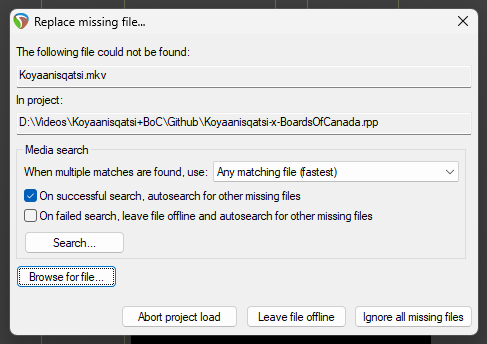 Replace missing file...
The following file could not be found:
Koyaanisqatsi.mkv
In project:
D:\Videos\Koyaanisqatsi+BoC\Github\Koyaanisqatsi-x-BoardsOfCanada.rpp
Media search
When multiple matches are found, use: Any matching file (fastest)
On successful search, autosearch for other missing files
On failed search, leave file offline and autosearch for other missing files
Search...
Browse for file...
Abort project load Leave file offline Ignore all missing files